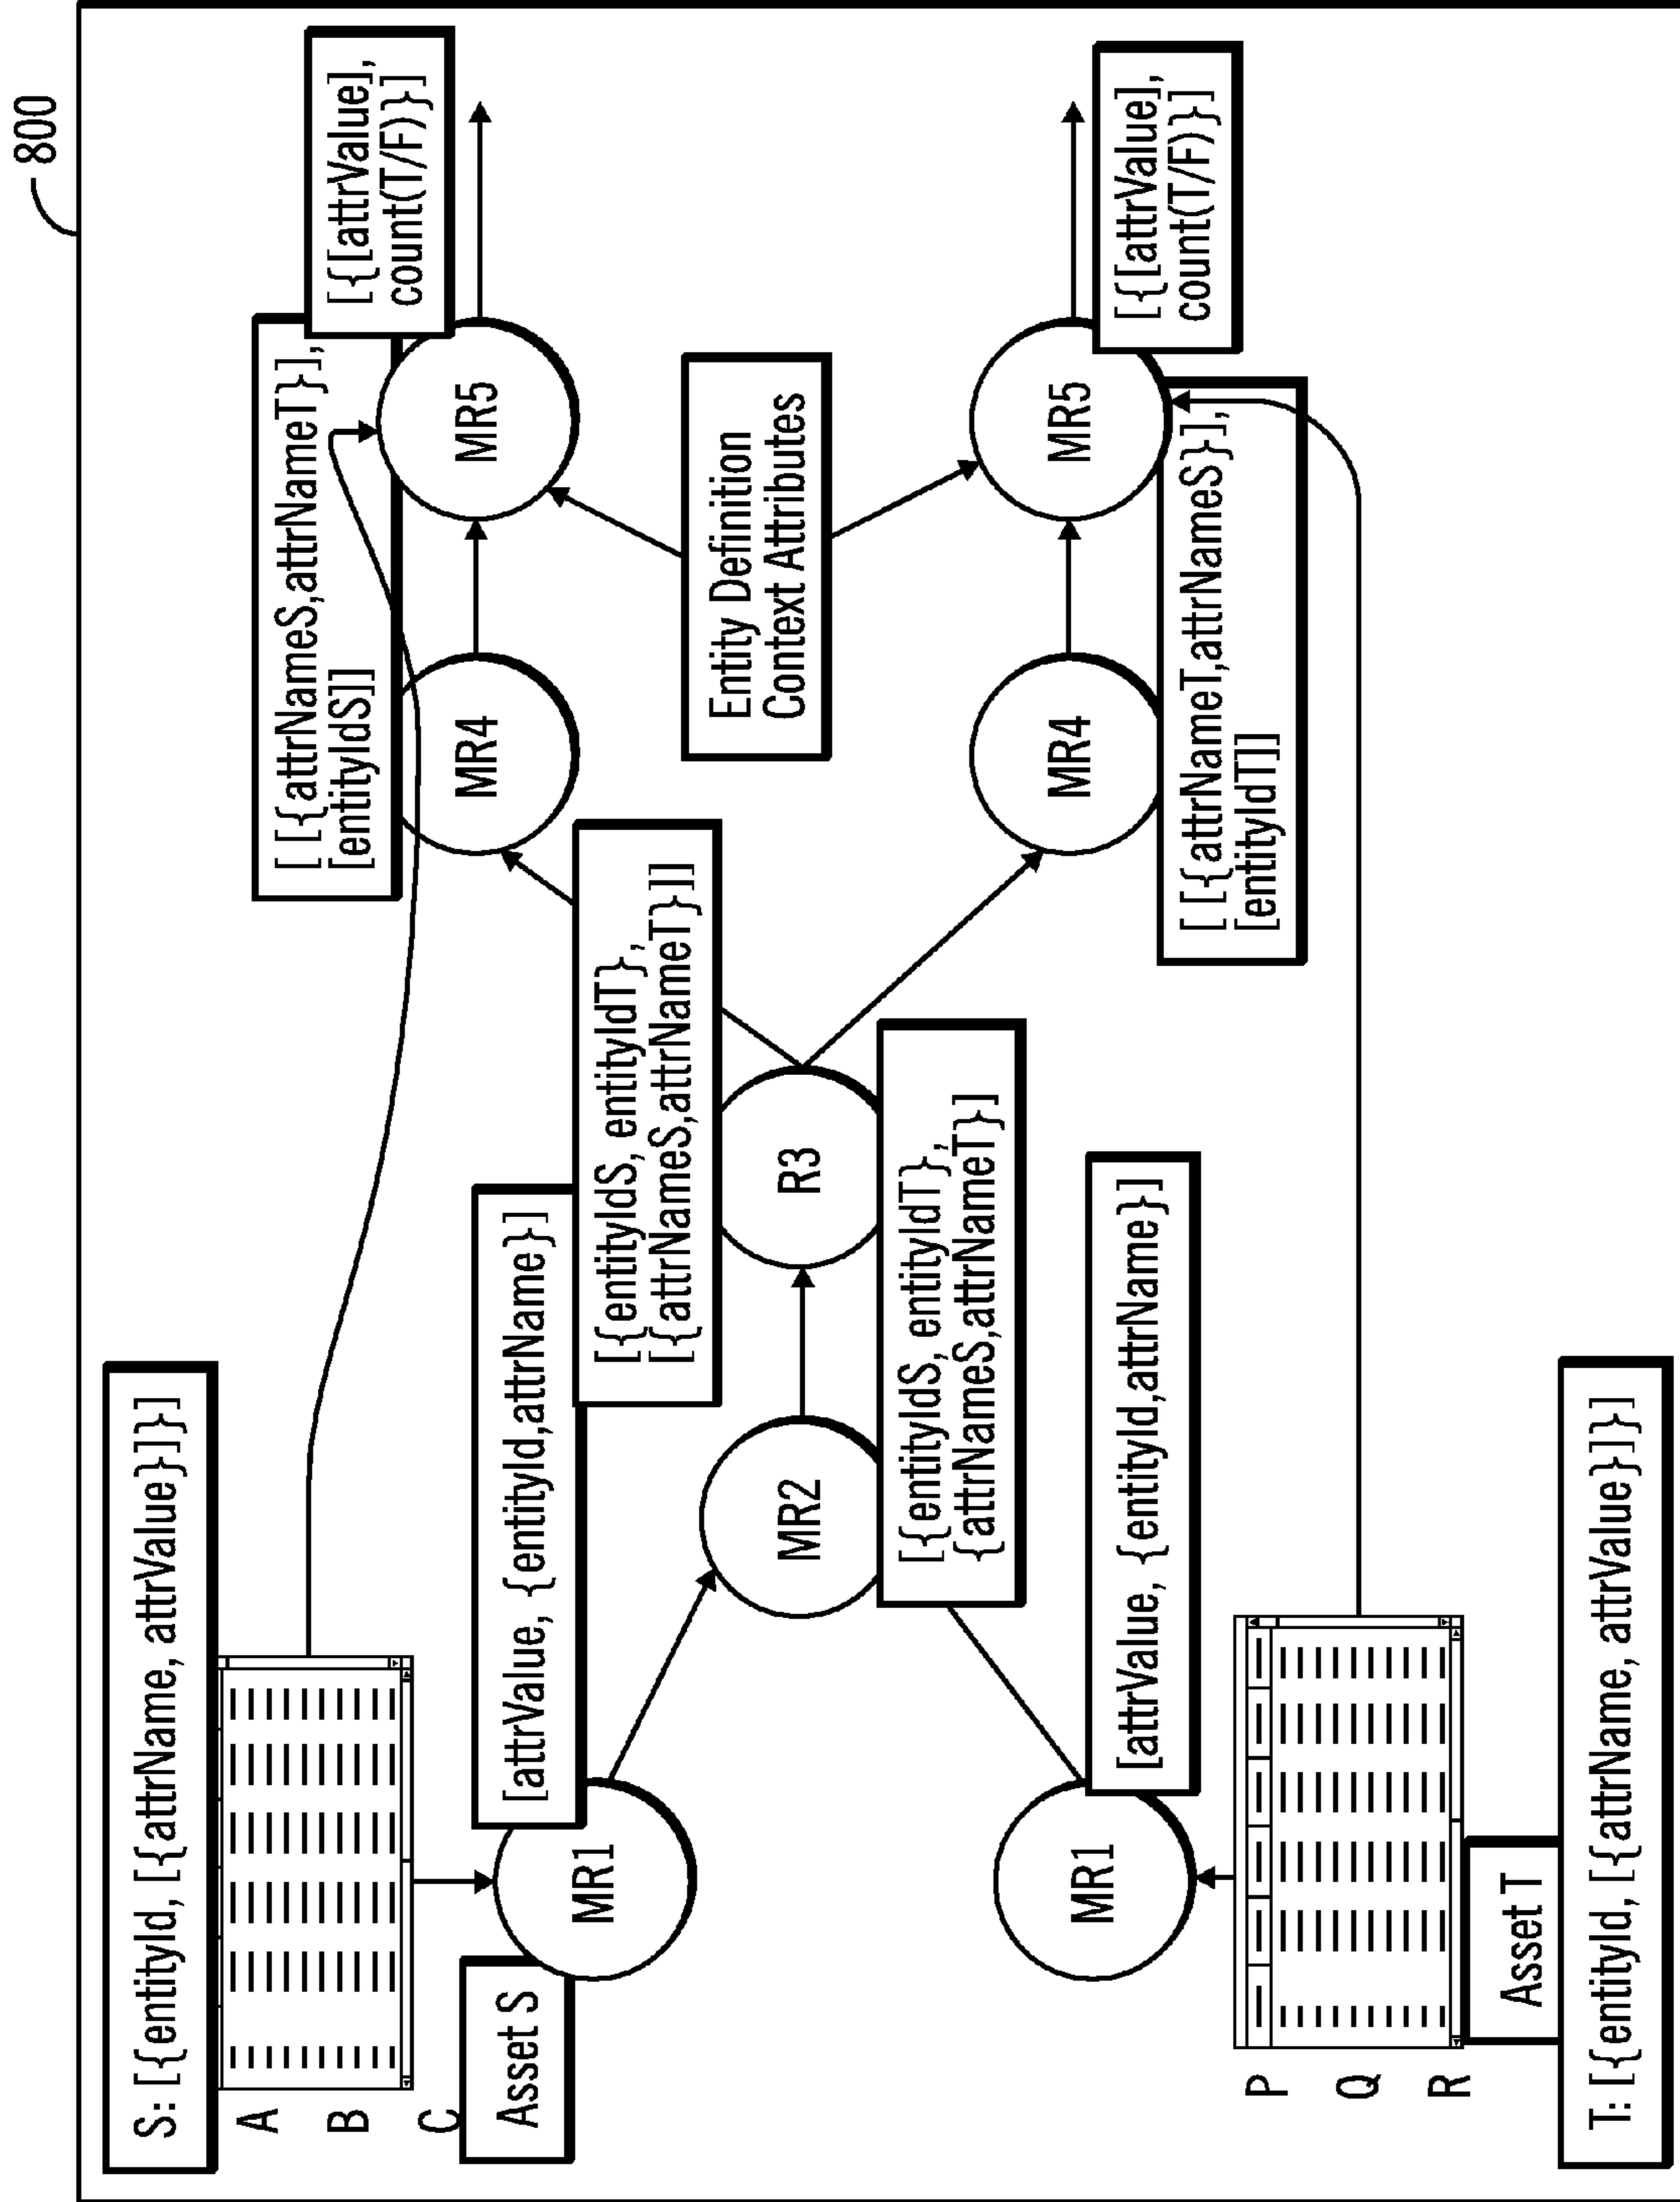 800
S: [{entityId, [{attrName, attrValue}]}]
A
B
C
Asset S
MR1
[attrValue, {entityId,attrName}]
MR2
[{entityIdS, entityIdT},
{attrNameS,attrNameT}]
R3
[{entityIdS, entityIdT},
[{attrNameS,attrNameT}]]
MR4
[ [{attrNameS,attrNameT}],
[entityIdS]]
MR5
[{[attrValue],
count(T/F)}]
Entity Definition
Context Attributes
MR1
[attrValue, {entityId,attrName}]
MR4
[ [{attrNameT,attrNameS}],
[entityIdT]]
MR5
[{[attrValue],
count(T/F)}]
P
Q
R
Asset T
T: [{entityId, [{attrName, attrValue}]}]